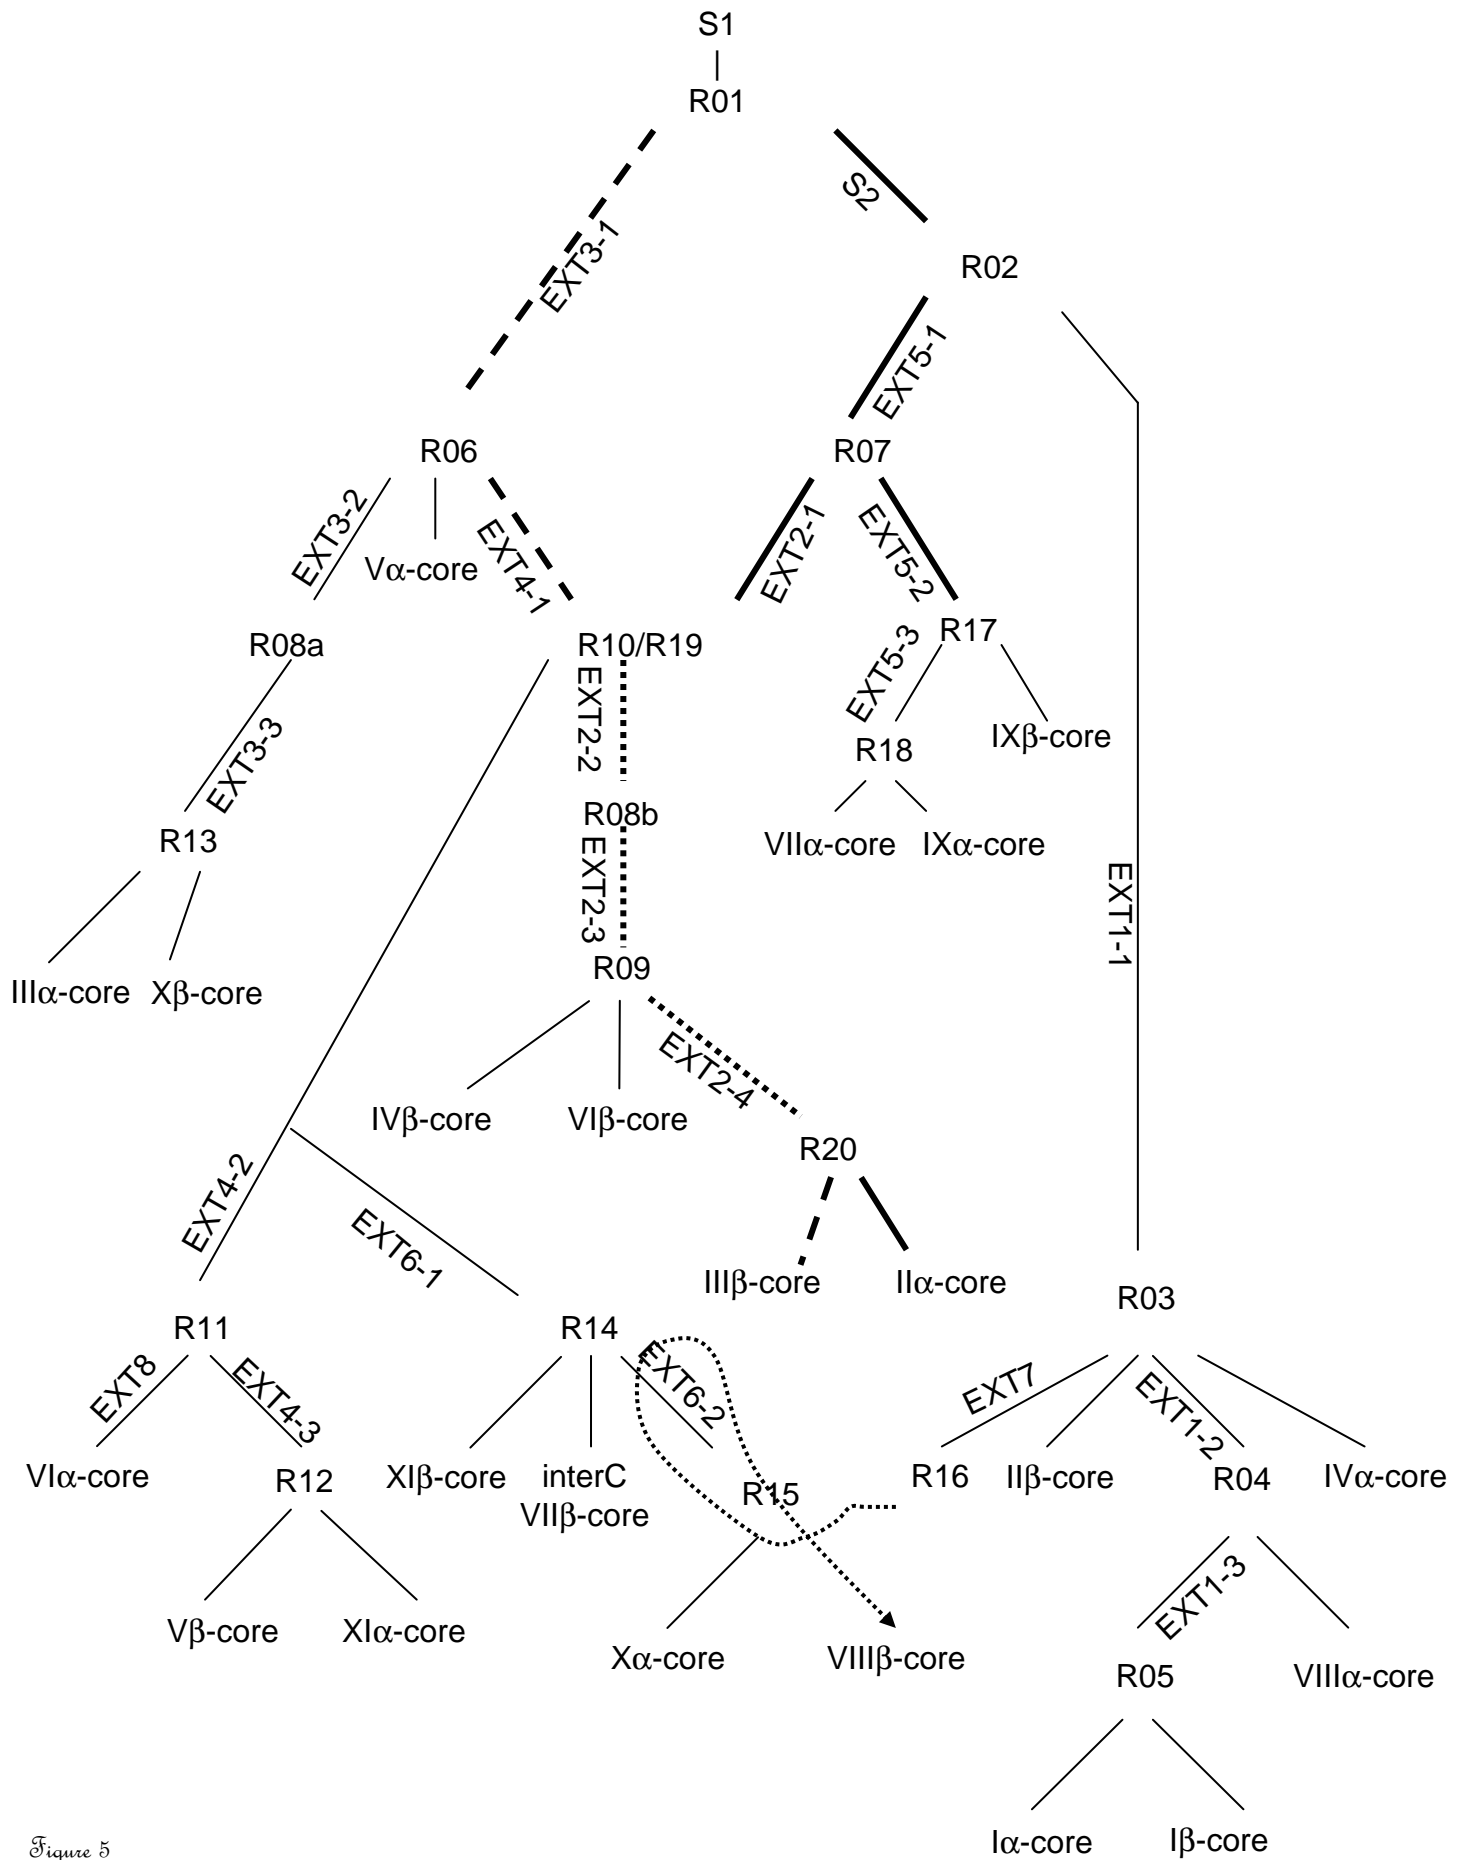 S1
R01
S2
EXT3-1
R02
EXT5-1
R06
R07
EXT3-2
Vα-core
EXT4-1
EXT2-1
EXT5-2
R08a
R10/R19
R17
EXT2-2
EXT5-3
R18
IXβ-core
EXT3-3
R08b
R13
VIIα-core
IXα-core
EXT2-3
EXT1-1
R09
IIIα-core
Xβ-core
EXT2-4
IVβ-core
VIβ-core
R20
EXT4-2
EXT6-1
IIIβ-core
IIα-core
R03
R11
R14
EXT8
EXT4-3
EXT6-2
EXT7
EXT1-2
VIα-core
R12
XIβ-core
interC
VIIβ-core
R15
R16
IIβ-core
R04
IVα-core
EXT1-3
Vβ-core
XIα-core
Xα-core
VIIIβ-core
R05
VIIIα-core
Iα-core
Iβ-core
Figure 5